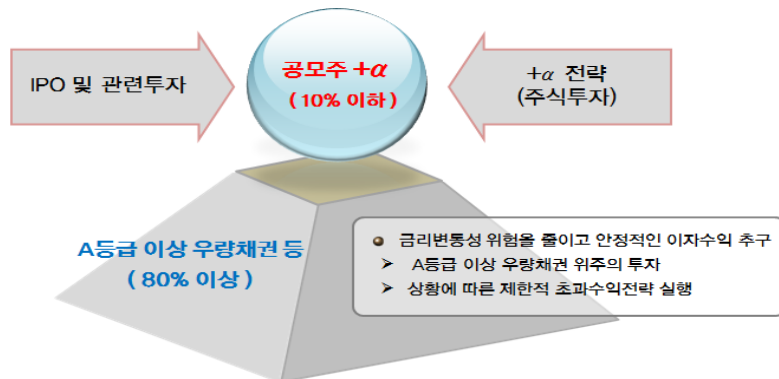 IPO 및 관련투자
공모주 +α
( 10% 이하 )
+α 전략
(주식투자)
A등급 이상 우량채권 등
( 80% 이상 )
금리변통성 위험올 줄이고 안정적인 이자수익 추구
➤ A등급 이상 우량채권 위주의 투자
➤ 상황에 따른 제한적 초과수익전략 실행